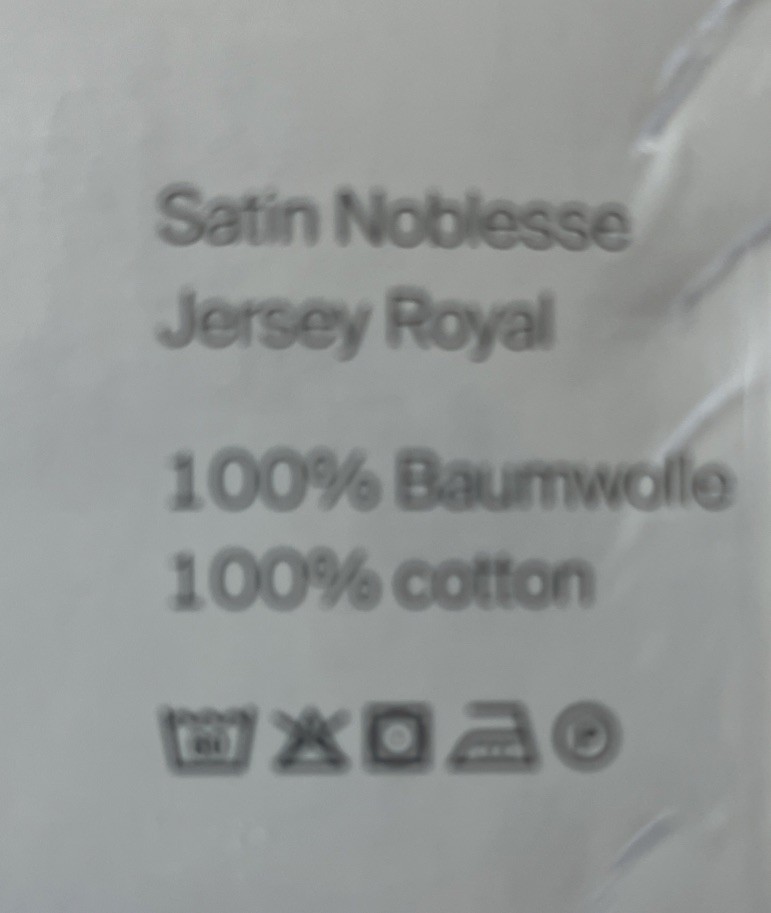 Satin Noblesse
Jersey Royal
100% Baumwolle
100% cotton